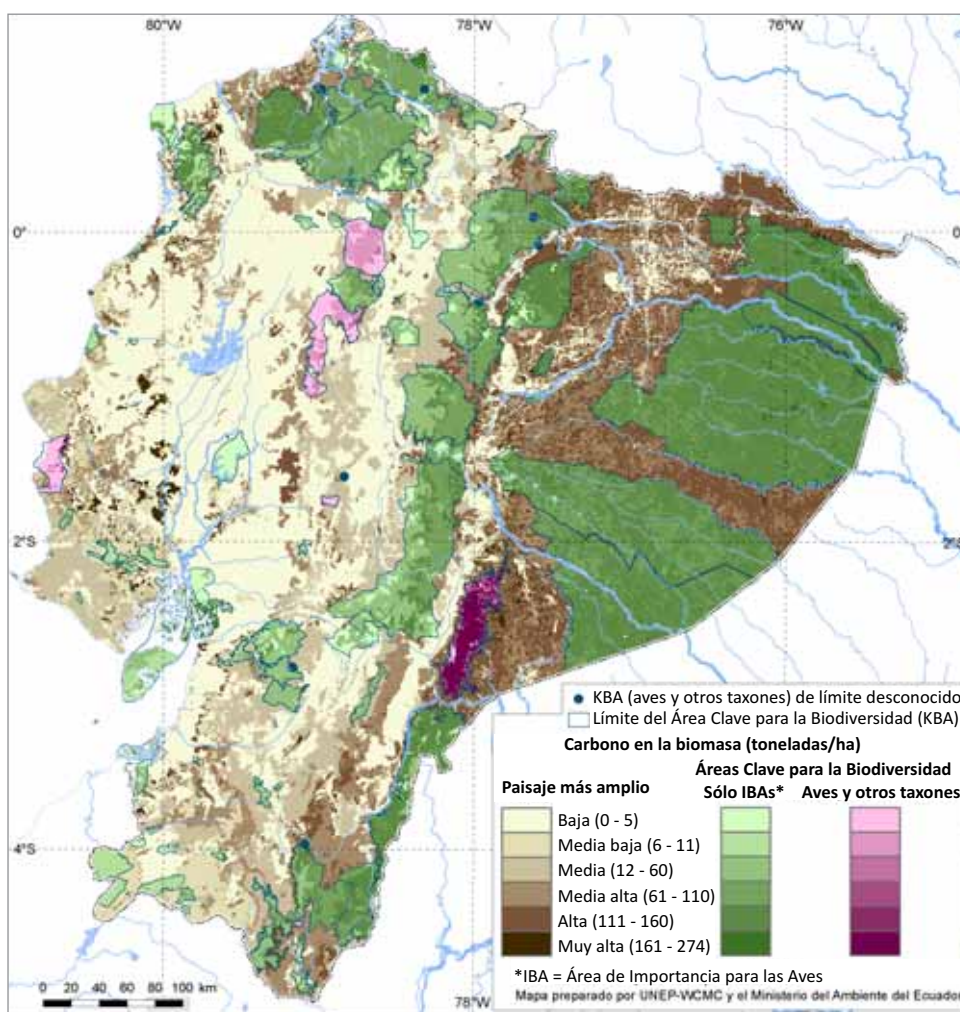 80°W
78°W
76°W
0°
0
2°S
2°S
4°S
KBA (aves y otros taxones) de límite desconocido
Límite del Área Clave para la Biodiversidad (KBA)
Carbono en la biomasa (toneladas/ha)
Áreas Clave para la Biodiversidad
Paisaje más amplio
Sólo IBAs*
Aves y otros taxones
Baja (0 - 5)
Media baja (6 - 11)
Media (12 - 60)
Media alta (61 - 110)
Alta (111 - 160)
Muy alta (161 - 274)
*IBA = Área de Importancia para las Aves
Mapa preparado por UNEP-WCMC y el Ministerio del Ambiente del Ecuador
0 20 40 60 80 100 km
78°W